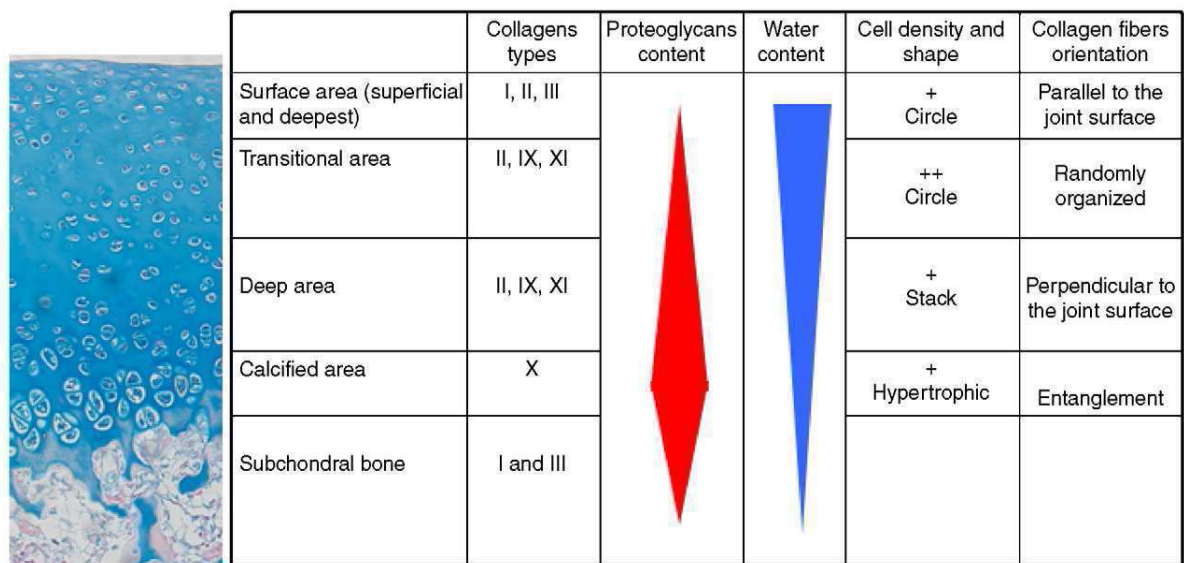 Collagens types
Proteoglycans content
Water content
Cell density and shape
Collagen fibers orientation
Surface area (superficial and deepest)
I, II, III
+
Circle
Parallel to the joint surface
Transitional area
II, IX, XI
++
Circle
Randomly organized
Deep area
II, IX, XI
+
Stack
Perpendicular to the joint surface
Calcified area
X
+
Hypertrophic
Entanglement
Subchondral bone
I and III